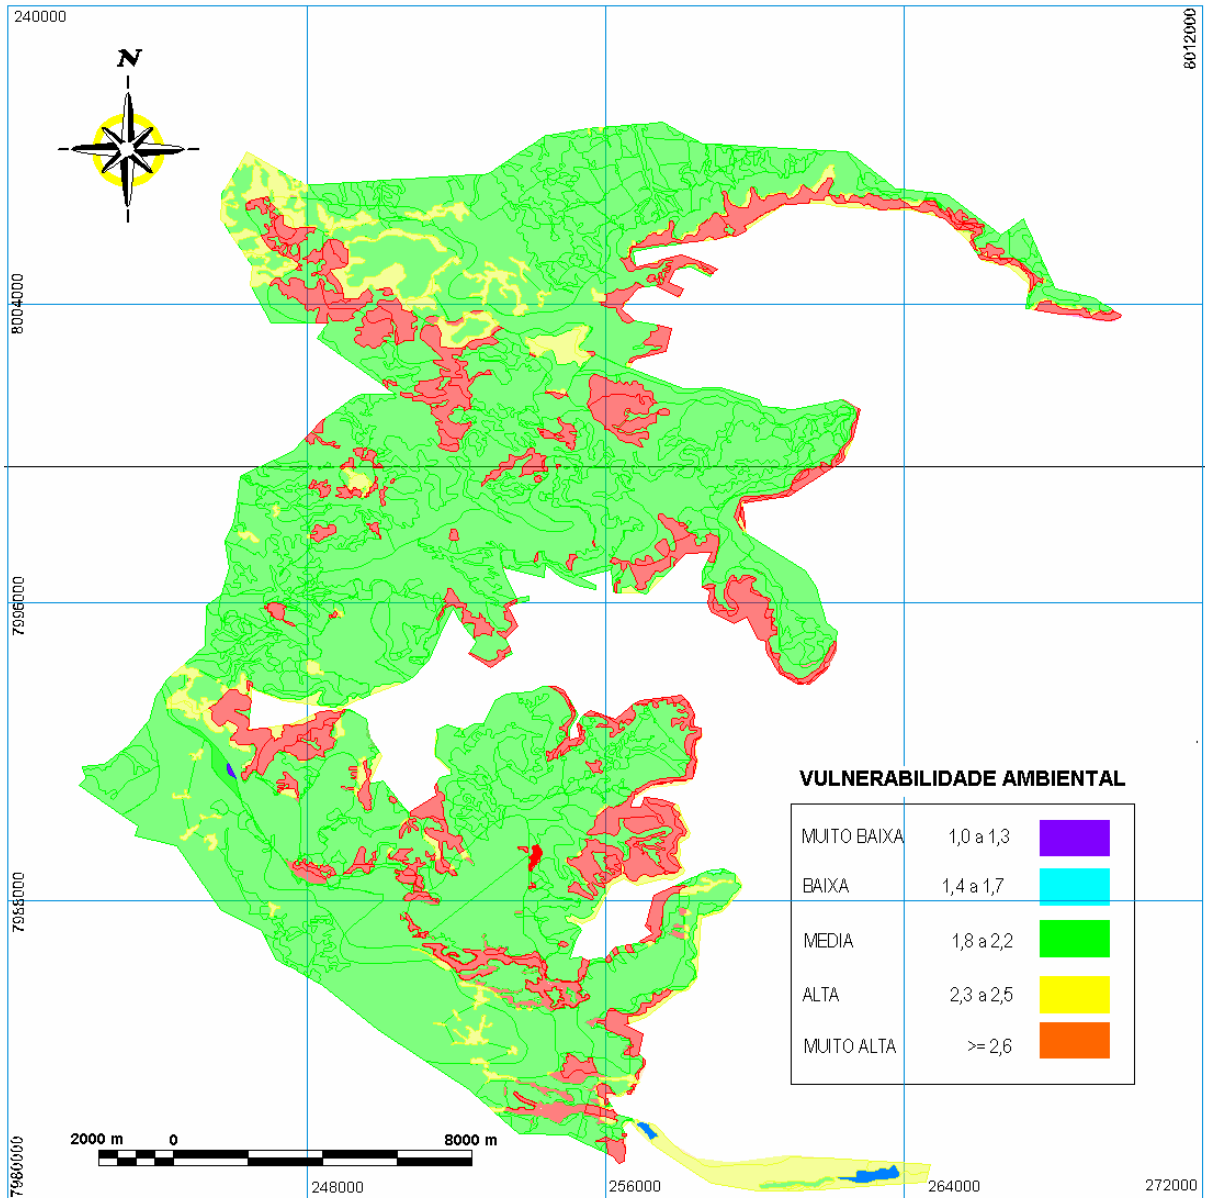 240000
8012000
N
8004000
7996000
VULNERABILIDADE AMBIENTAL
MUITO BAIXA 1,0 a 1,3
BAIXA 1,4 a 1,7
MEDIA 1,8 a 2,2
ALTA 2,3 a 2,5
MUITO ALTA >= 2,6
7988000
2000 m 0 8000 m
7980000
248000
256000
264000
272000